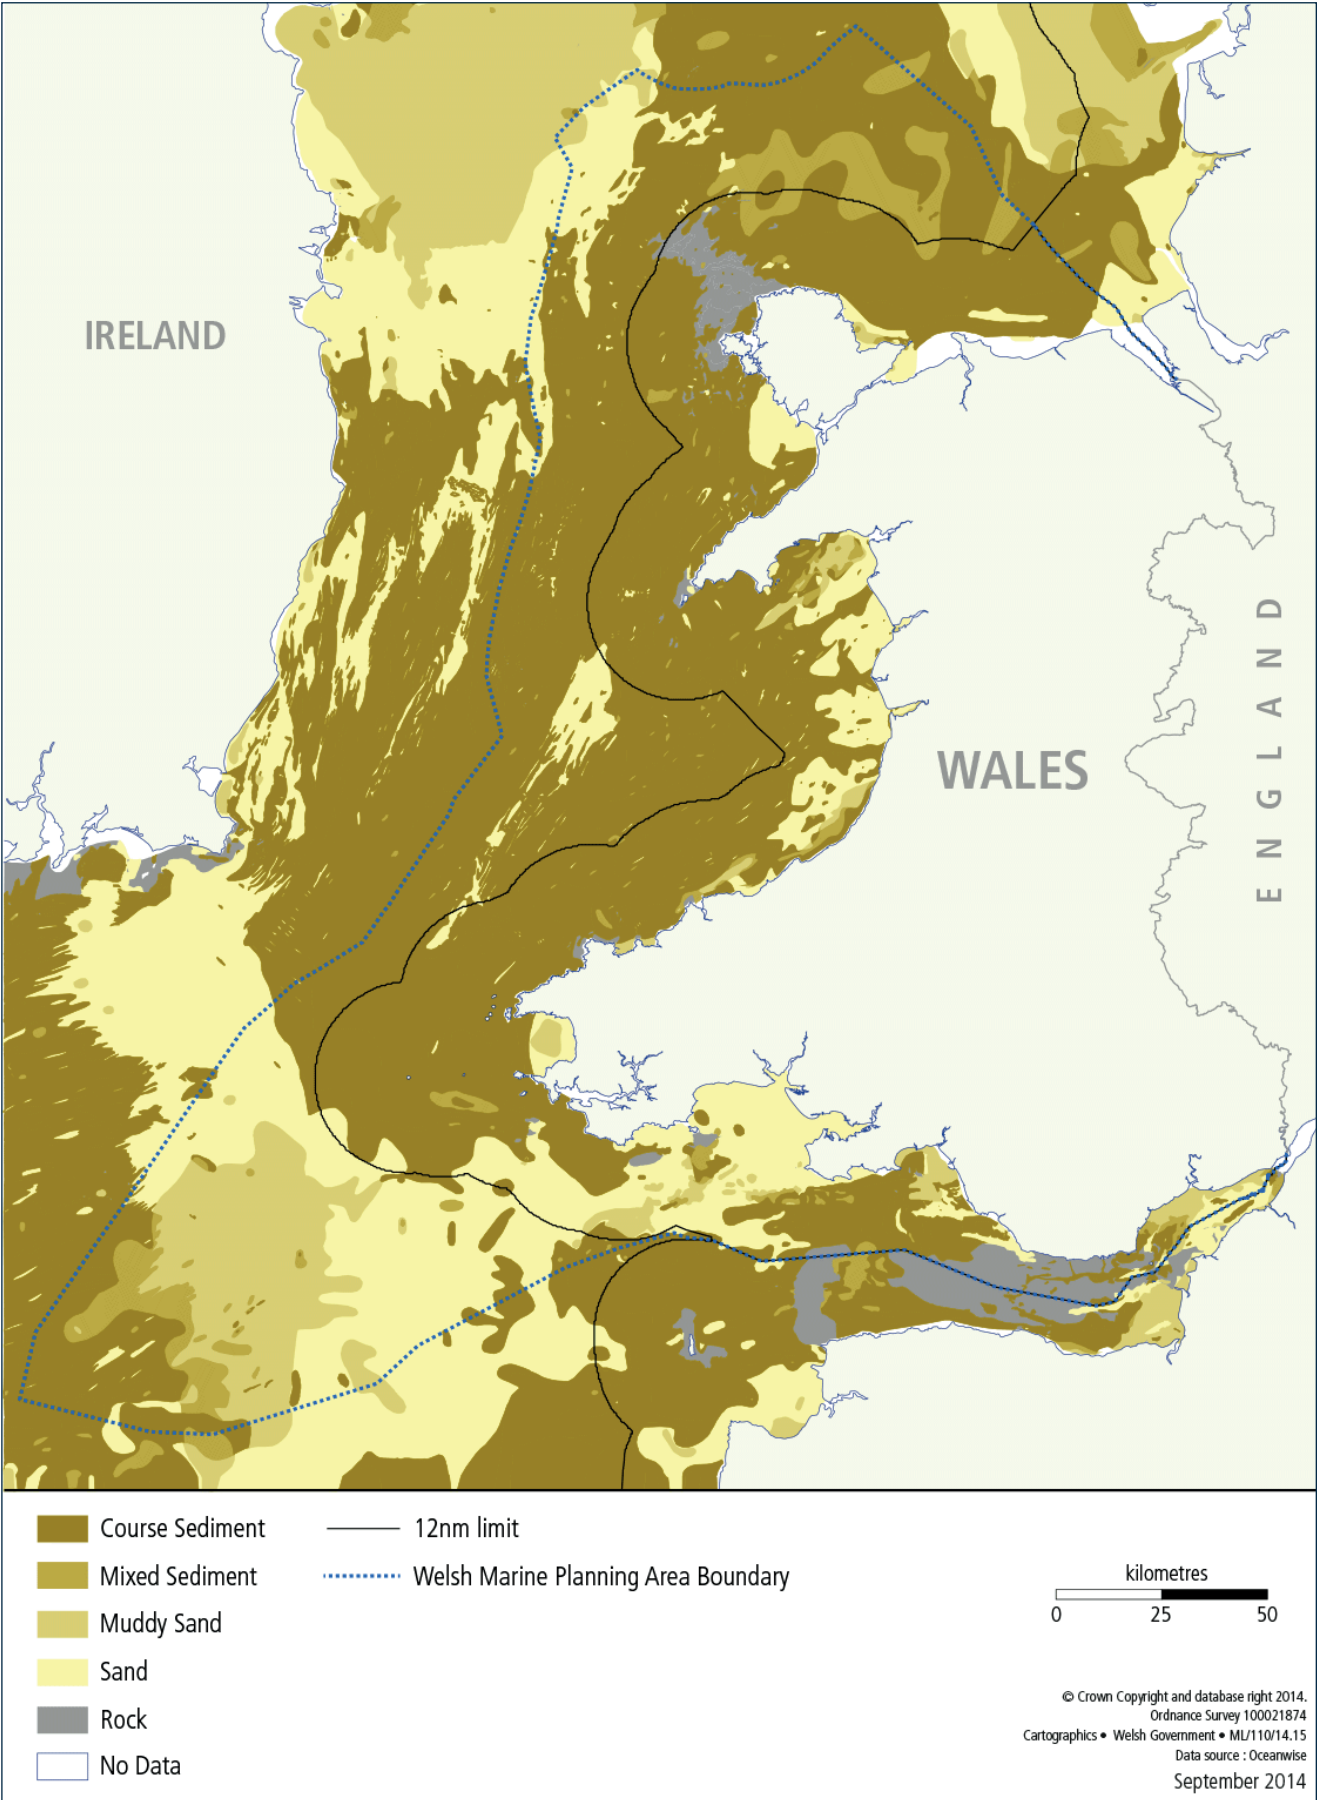 IRELAND
WALES
ENGLAND
Course Sediment
Mixed Sediment
Muddy Sand
Sand
Rock
No Data
12nm limit
Welsh Marine Planning Area Boundary
kilometres
0 25 50
© Crown Copyright and database right 2014.
Ordnance Survey 100021874
Cartographics • Welsh Government • ML/110/14.15
Data source : Oceanwise
September 2014